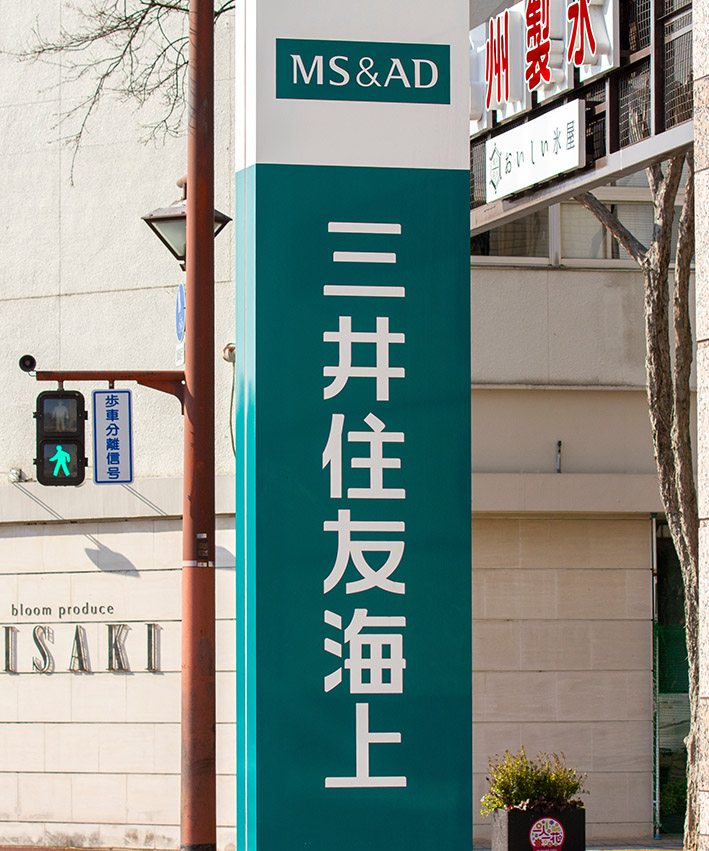 MS&AD
三井住友海上
州製氷
おいしい氷屋
歩車分離信号
bloom produce
ISAKI